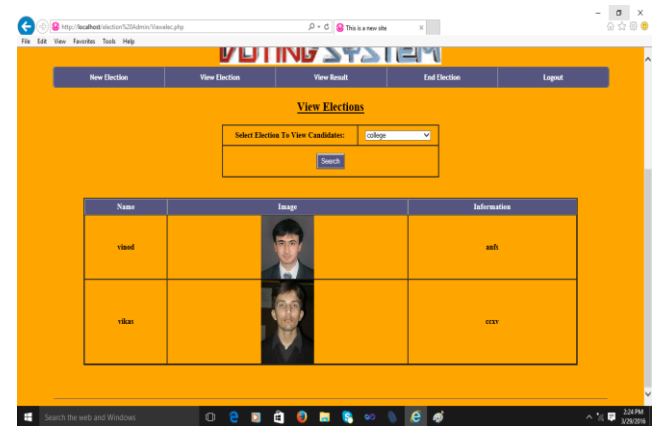 http://localhost/election%20Admin/Viewelec.php
This is a new site
File Edit View Favorites Tools Help
VOTING SYSTEM
New Election View Election View Result End Election Logout
View Elections
Select Election To View Candidates: college
Search
Name Image Information
vinod anfs
vikas ccxv
Search the web and Windows
2:24 PM
3/29/2016